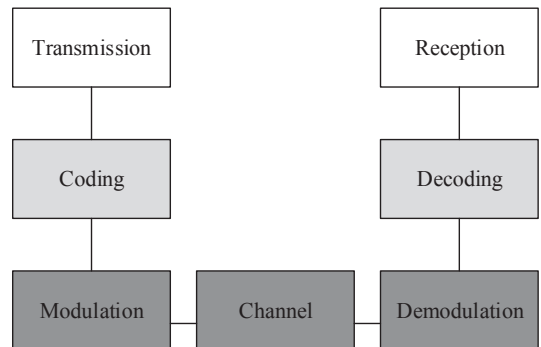 Transmission
Reception
Coding
Decoding
Modulation
Channel
Demodulation